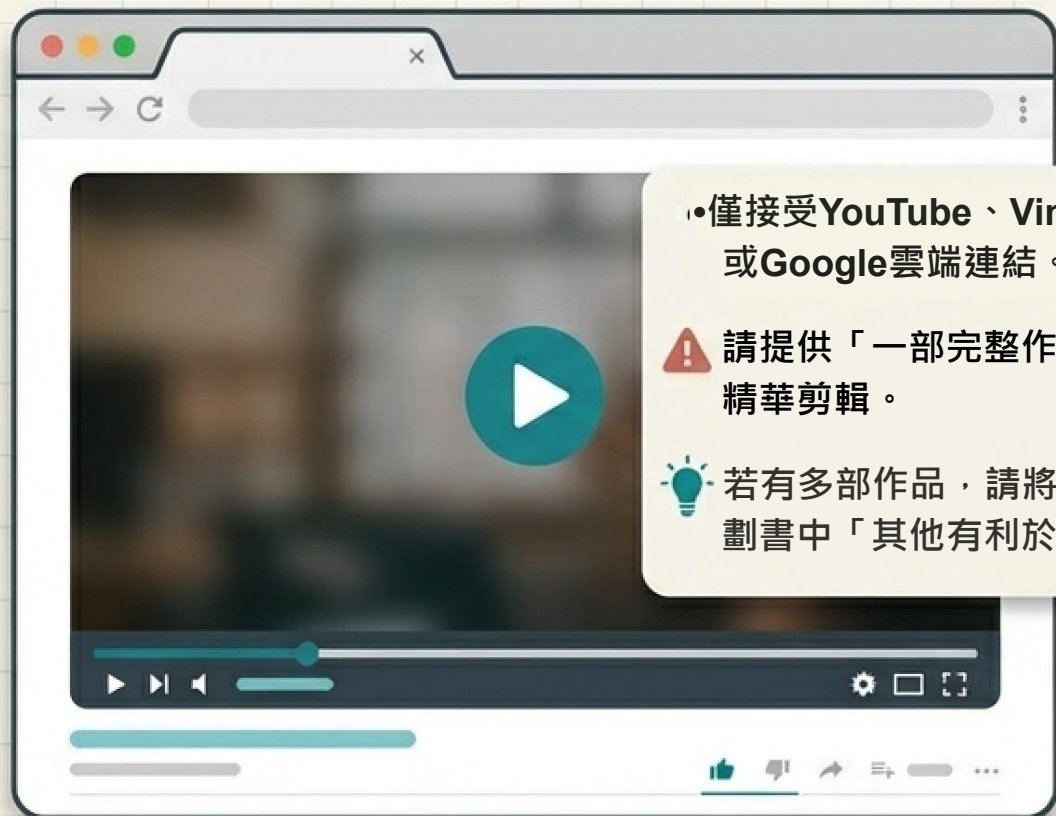 •僅接受YouTube、Vim
或Google雲端連結。
請提供「一部完整作
精華剪輯。
若有多部作品，請將
劃書中「其他有利於